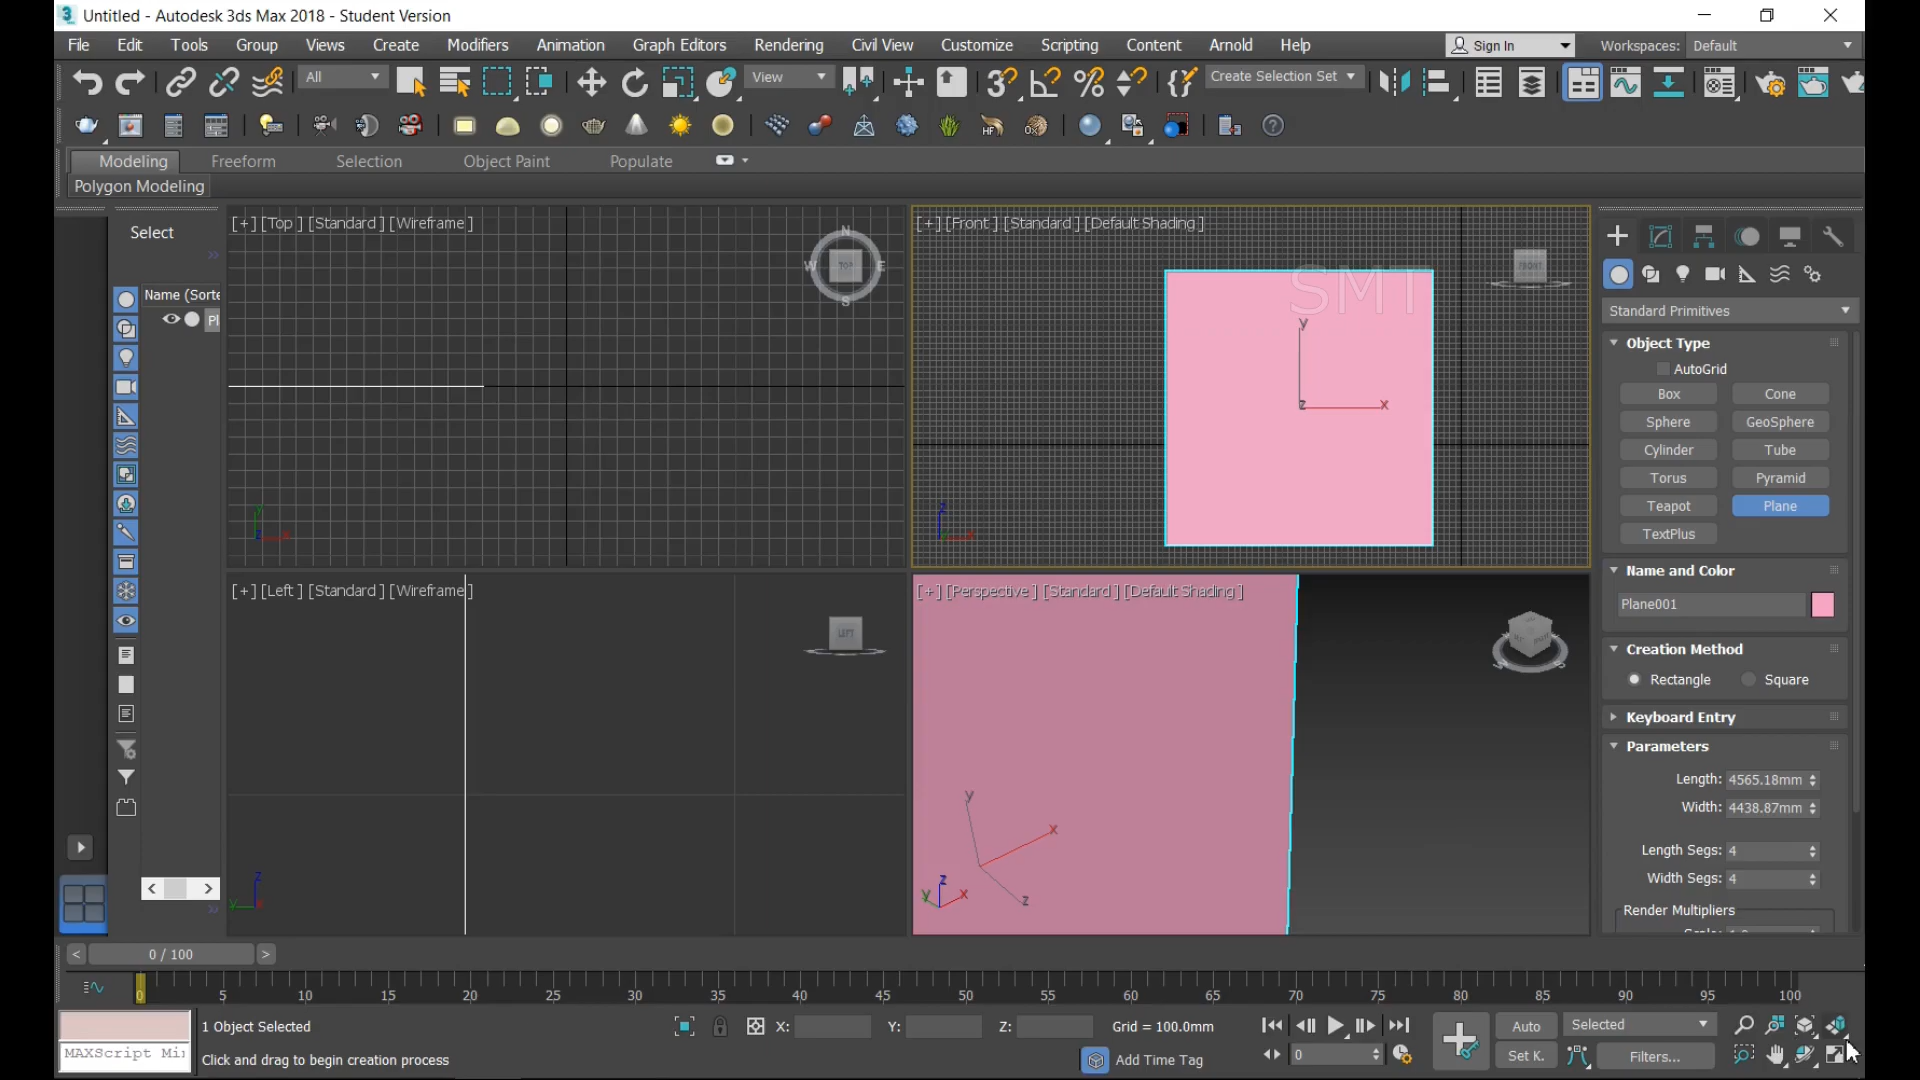 Untitled - Autodesk 3ds Max 2018 - Student Version
File Edit Tools Group Views Create Modifiers Animation Graph Editors Rendering Civil View Customize Scripting Content Arnold Help Sign In Workspaces: Default
All View Create Selection Set
Modeling Freeform Selection Object Paint Populate
Polygon Modeling
Select
Name (Sorte
Pl
[+] [Top ] [Standard ] [Wireframe ]
N
W TOP E
S
[+] [Front ] [Standard ] [Default Shading ]
SMT
FRONT
y
z x
y
z x
z
x
[+] [Left ] [Standard ] [Wireframe ]
LEFT
z
y
[+] [Perspective ] [Standard ] [Default Shading ]
y
x
z
z
y x
Standard Primitives
Object Type
AutoGrid
Box Cone
Sphere GeoSphere
Cylinder Tube
Torus Pyramid
Teapot Plane
TextPlus
Name and Color
Plane001
Creation Method
Rectangle Square
Keyboard Entry
Parameters
Length: 4565.18mm
Width: 4438.87mm
Length Segs: 4
Width Segs: 4
Render Multipliers
< 0 / 100 >
0 5 10 15 20 25 30 35 40 45 50 55 60 65 70 75 80 85 90 95 100
1 Object Selected X: Y: Z: Grid = 100.0mm Auto Selected
MAXScript Mi: Click and drag to begin creation process Add Time Tag 0 Set K. Filters...